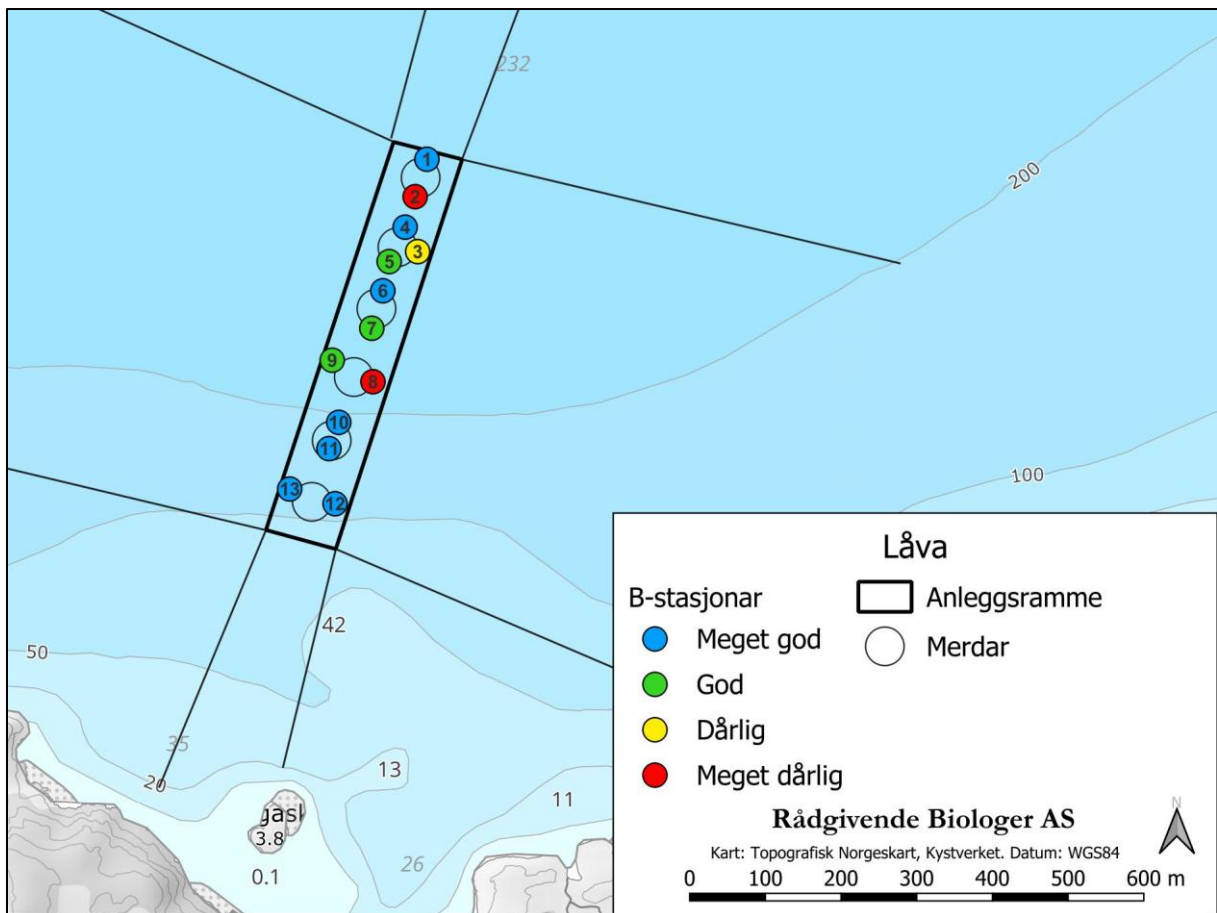 232
200
100
50
42
35
20
13
11
26
gasl
3.8
0.1
1
2
4
3
5
6
7
9
8
10
11
13
12
Låva
B-stasjonar
Meget god
God
Dårlig
Meget dårlig
Anleggsramme
Merdar
Rådgivende Biologer AS
N
Kart: Topografisk Norgeskart, Kystverket. Datum: WGS84
0 100 200 300 400 500 600 m